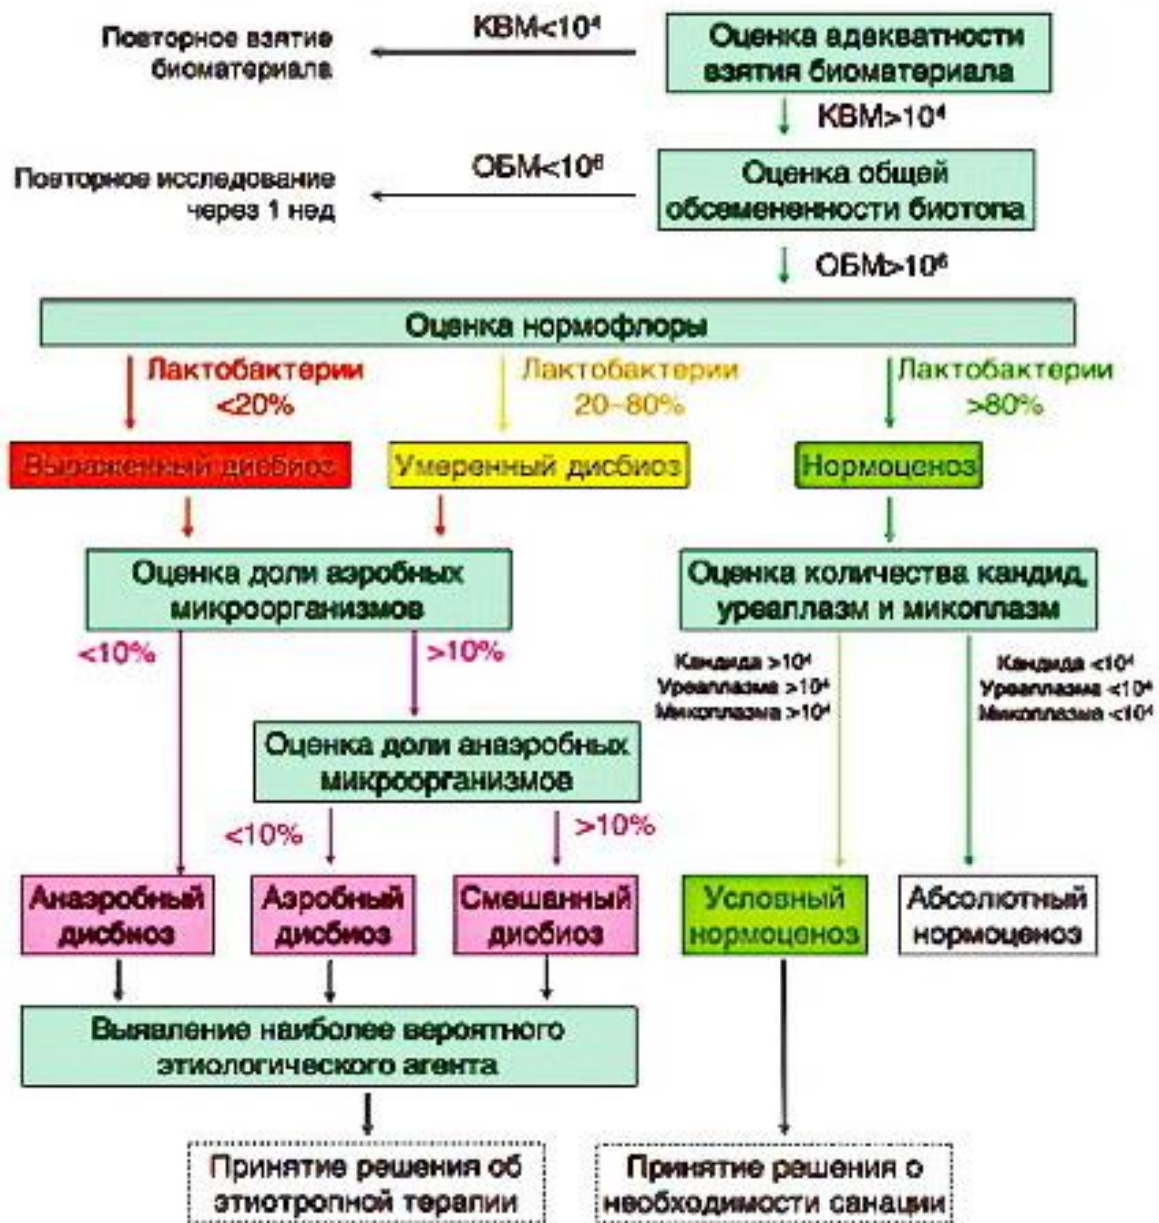 КВМ<10⁴
Повторное взятие
биоматериала
Оценка адекватности
взятия биоматериала
КВМ>10⁴
ОБМ<10⁶
Повторное исследование
через 1 нед
Оценка общей
обсемененности биотопа
ОБМ>10⁶
Оценка нормофлоры
Лактобактерии
<20%
Лактобактерии
20–80%
Лактобактерии
>80%
Выраженный дисбиоз
Умеренный дисбиоз
Нормоценоз
Оценка доли аэробных
микроорганизмов
Оценка количества кандид,
уреаплазм и микоплазм
<10%
>10%
Кандида >10⁴
Уреаплазма >10⁴
Микоплазма >10⁴
Кандида <10⁴
Уреаплазма <10⁴
Микоплазма <10⁴
Оценка доли анаэробных
микроорганизмов
<10%
>10%
Анаэробный
дисбиоз
Аэробный
дисбиоз
Смешанный
дисбиоз
Условный
нормоценоз
Абсолютный
нормоценоз
Выявление наиболее вероятного
этиологического агента
Принятие решения об
этиотропной терапии
Принятие решения о
необходимости санации